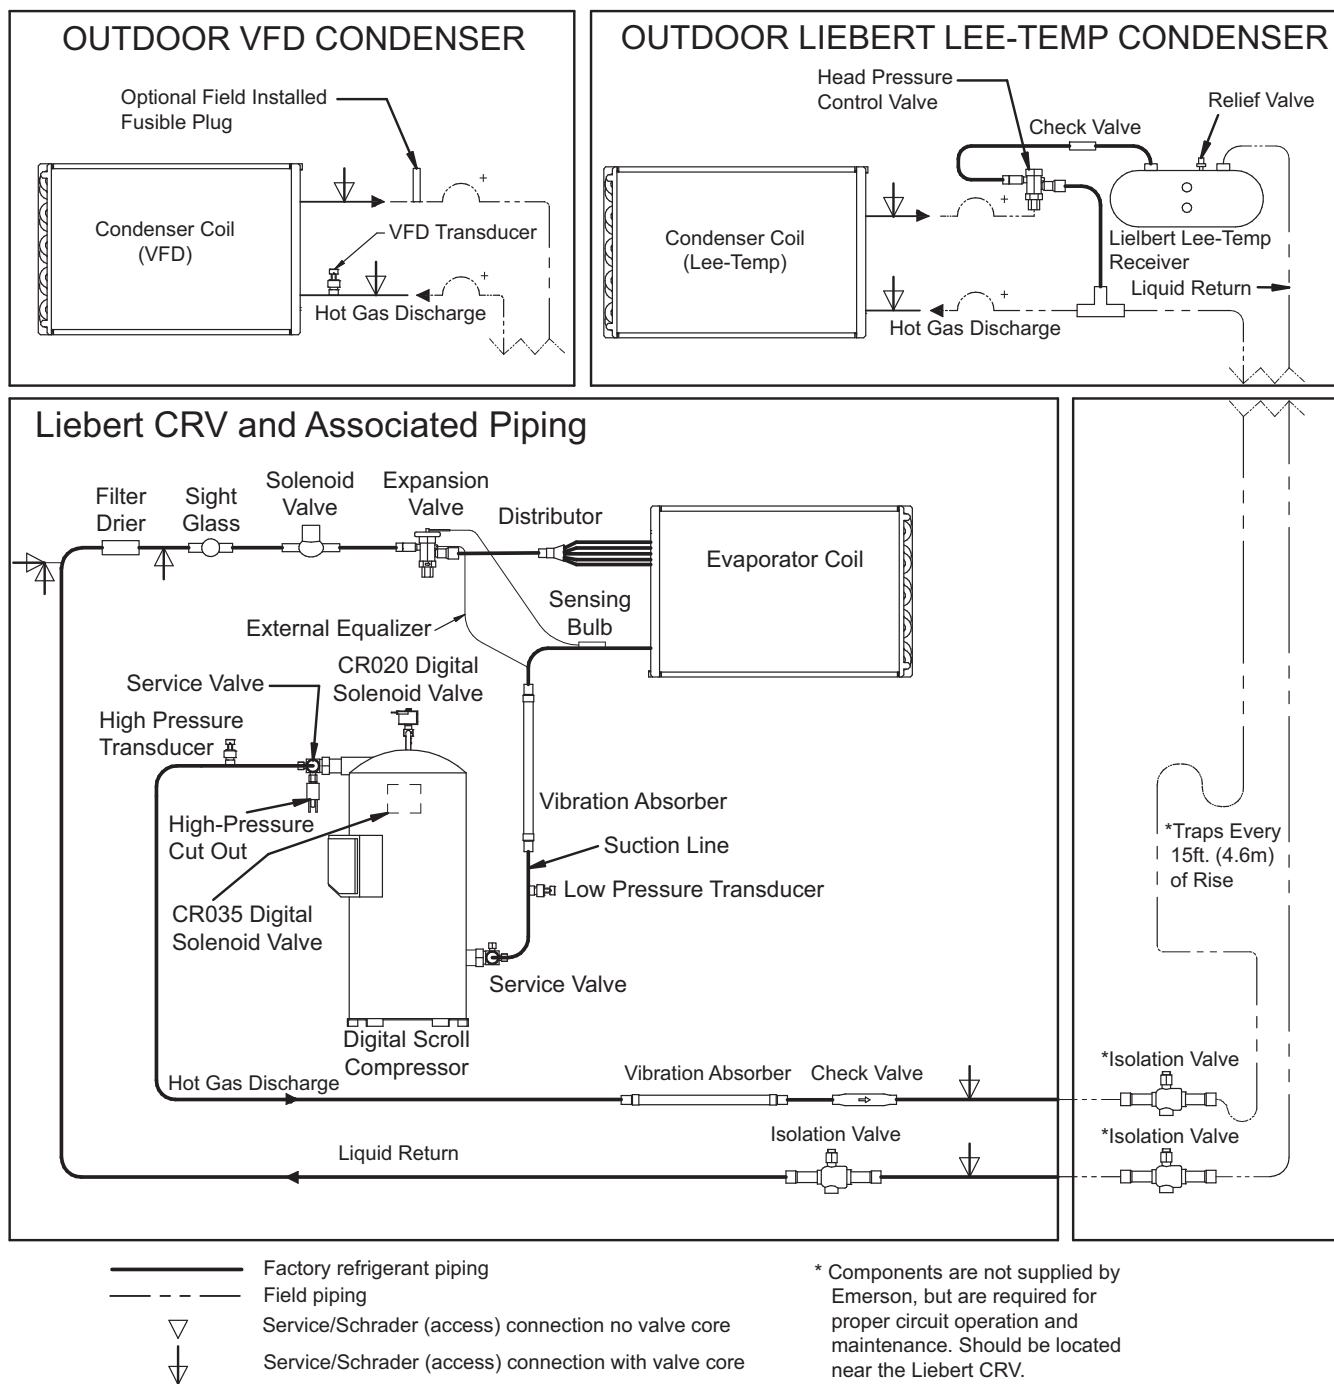 OUTDOOR VFD CONDENSER
Optional Field Installed
Fusible Plug
Condenser Coil
(VFD)
VFD Transducer
+
+
Hot Gas Discharge
OUTDOOR LIEBERT LEE-TEMP CONDENSER
Head Pressure
Control Valve
Relief Valve
Check Valve
+
Condenser Coil
(Lee-Temp)
Lielbert Lee-Temp
Receiver
Liquid Return
+
Hot Gas Discharge
Liebert CRV and Associated Piping
Filter
Drier
Sight
Glass
Solenoid
Valve
Expansion
Valve
Distributor
Evaporator Coil
Sensing
Bulb
External Equalizer
CR020 Digital
Solenoid Valve
Service Valve
High Pressure
Transducer
High-Pressure
Cut Out
CR035 Digital
Solenoid Valve
Vibration Absorber
Suction Line
Low Pressure Transducer
Service Valve
Digital Scroll
Compressor
Hot Gas Discharge
Vibration Absorber
Check Valve
Isolation Valve
Liquid Return
*Traps Every
15ft. (4.6m)
of Rise
*Isolation Valve
*Isolation Valve
Factory refrigerant piping
Field piping
Service/Schrader (access) connection no valve core
Service/Schrader (access) connection with valve core
* Components are not supplied by
Emerson, but are required for
proper circuit operation and
maintenance. Should be located
near the Liebert CRV.